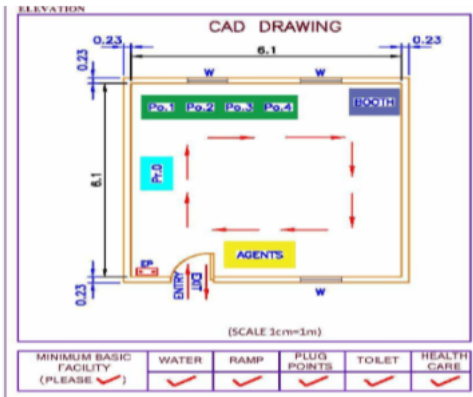 ELEVATION
CAD DRAWING
0.23
6.1
0.23
W
W
0.23
Po.1 Po.2 Po.3 Po.4
BOOTH
6.1
Pr.0
AGENTS
EP
ENTRY
EXIT
0.23
W
(SCALE 1cm=1m)
MINIMUM BASIC FACILITY (PLEASE ✓)
WATER
RAMP
PLUG POINTS
TOILET
HEALTH CARE
✓ ✓ ✓ ✓ ✓